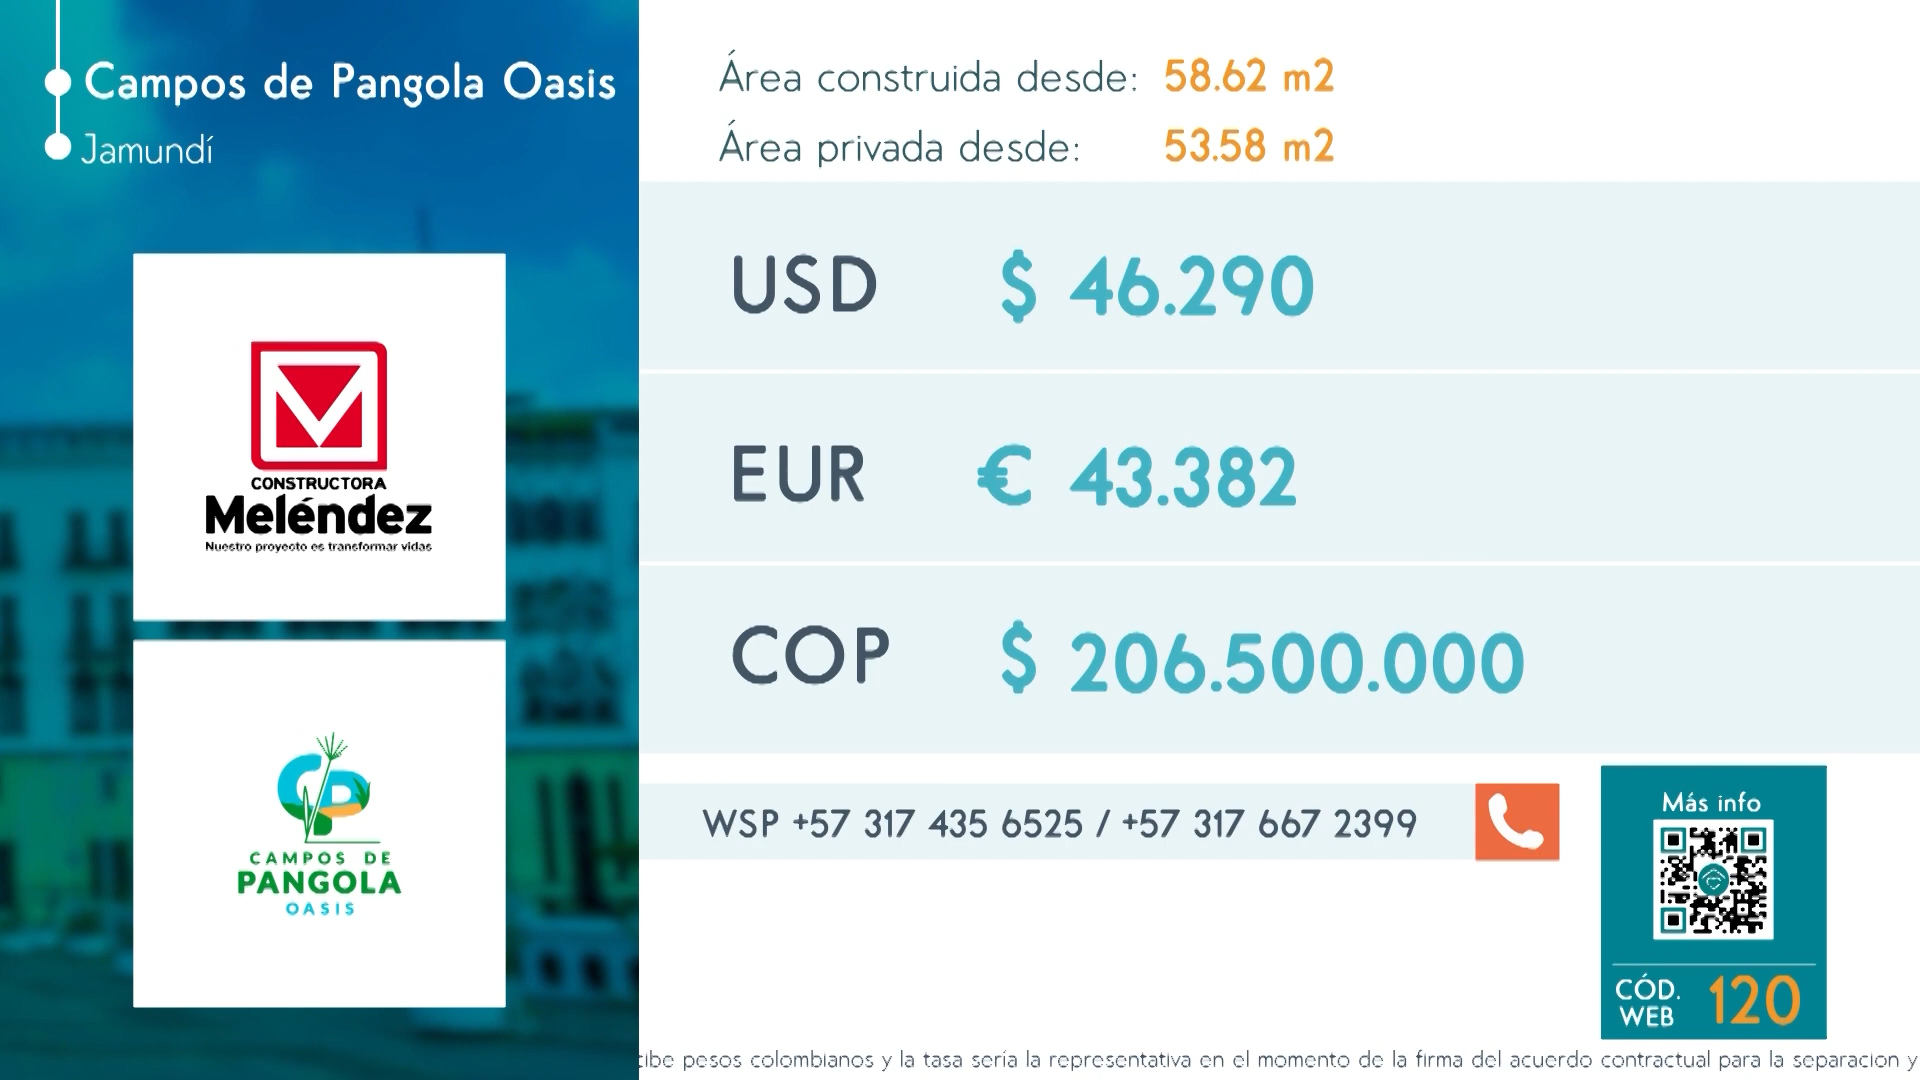 Campos de Pangola Oasis
Jamundí
CONSTRUCTORA
Meléndez
Nuestro proyecto es transformar vidas
CAMPOS DE
PANGOLA
OASIS
Área construida desde: 58.62 m2
Área privada desde: 53.58 m2
USD $ 46.290
EUR € 43.382
COP $ 206.500.000
WSP +57 317 435 6525 / +57 317 667 2399
Más info
CÓD.
WEB 120
pesos colombianos y la tasa sería la representativa en el momento de la firma del acuerdo contractual para la separacion y